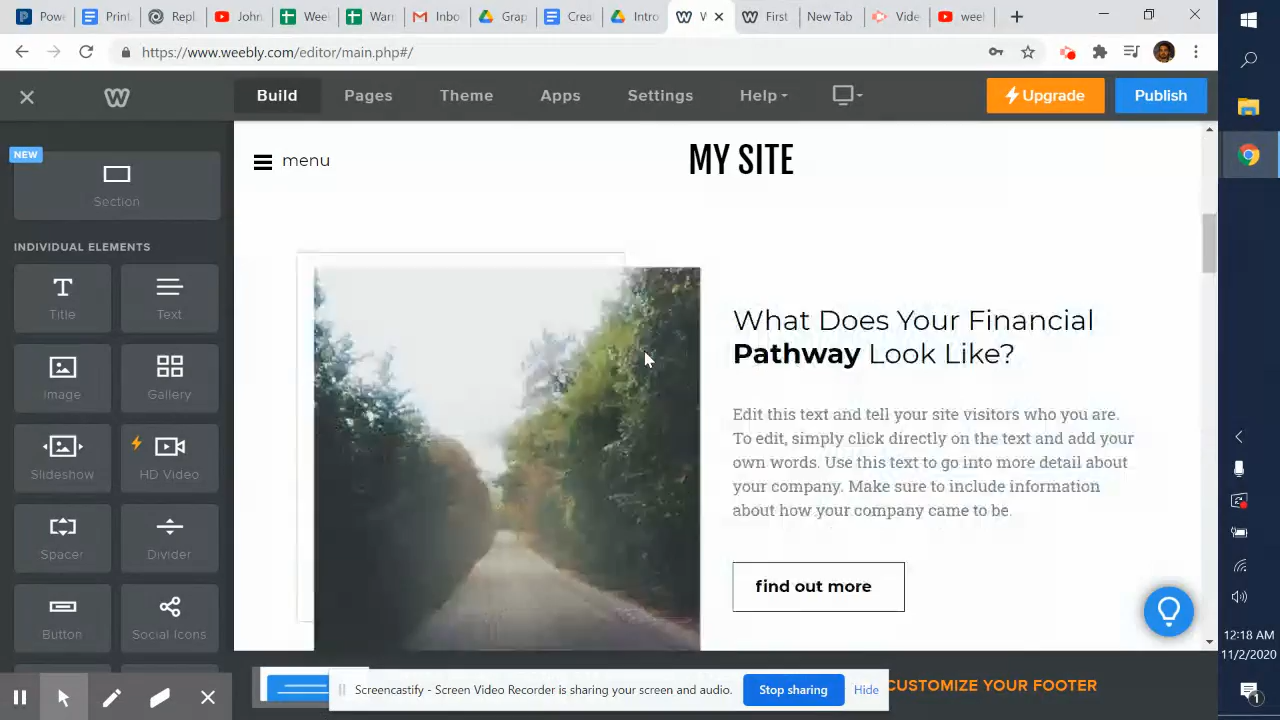 Powe
Print
Repl
John.
Wee
Warr
Inbo
Grap
Crea
Intro
W
First
New Tab
Vide
weel
https://www.weebly.com/editor/main.php#/
Build
Pages
Theme
Apps
Settings
Help
Upgrade
Publish
NEW
Section
INDIVIDUAL ELEMENTS
Title
Text
Image
Gallery
Slideshow
HD Video
Spacer
Divider
Button
Social Icons
menu
MY SITE
What Does Your Financial
Pathway Look Like?
Edit this text and tell your site visitors who you are.
To edit, simply click directly on the text and add your
own words. Use this text to go into more detail about
your company. Make sure to include information
about how your company came to be.
find out more
CUSTOMIZE YOUR FOOTER
Screencastify - Screen Video Recorder is sharing your screen and audio.
Stop sharing
Hide
12:18 AM
11/2/2020
1